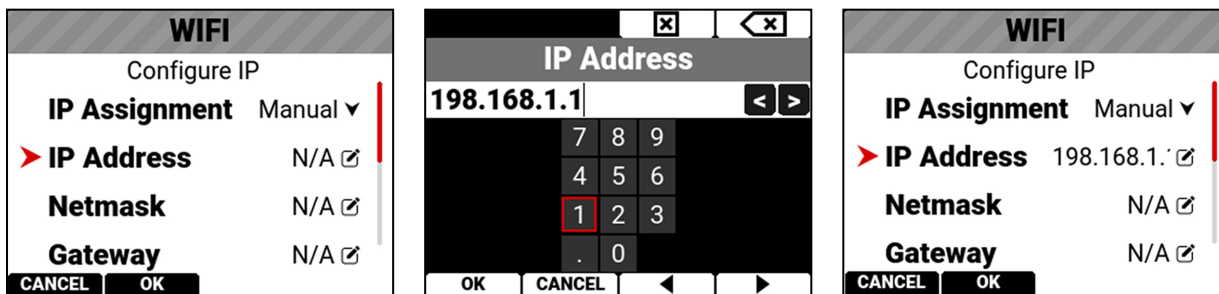 WIFI
Configure IP
IP Assignment Manual
IP Address N/A
Netmask N/A
Gateway N/A
CANCEL OK
IP Address
198.168.1.1
< >
7 8 9
4 5 6
1 2 3
. 0
OK CANCEL
WIFI
Configure IP
IP Assignment Manual
IP Address 198.168.1.
Netmask N/A
Gateway N/A
CANCEL OK